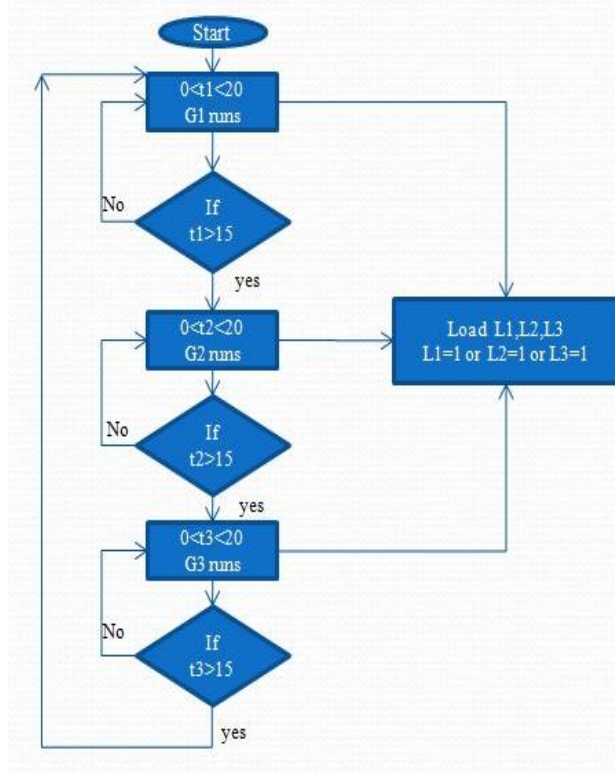 Start
0<t1<20
G1 runs
If
t1>15
No
yes
0<t2<20
G2 runs
Load L1,L2,L3
L1=1 or L2=1 or L3=1
If
t2>15
No
yes
0<t3<20
G3 runs
If
t3>15
No
yes